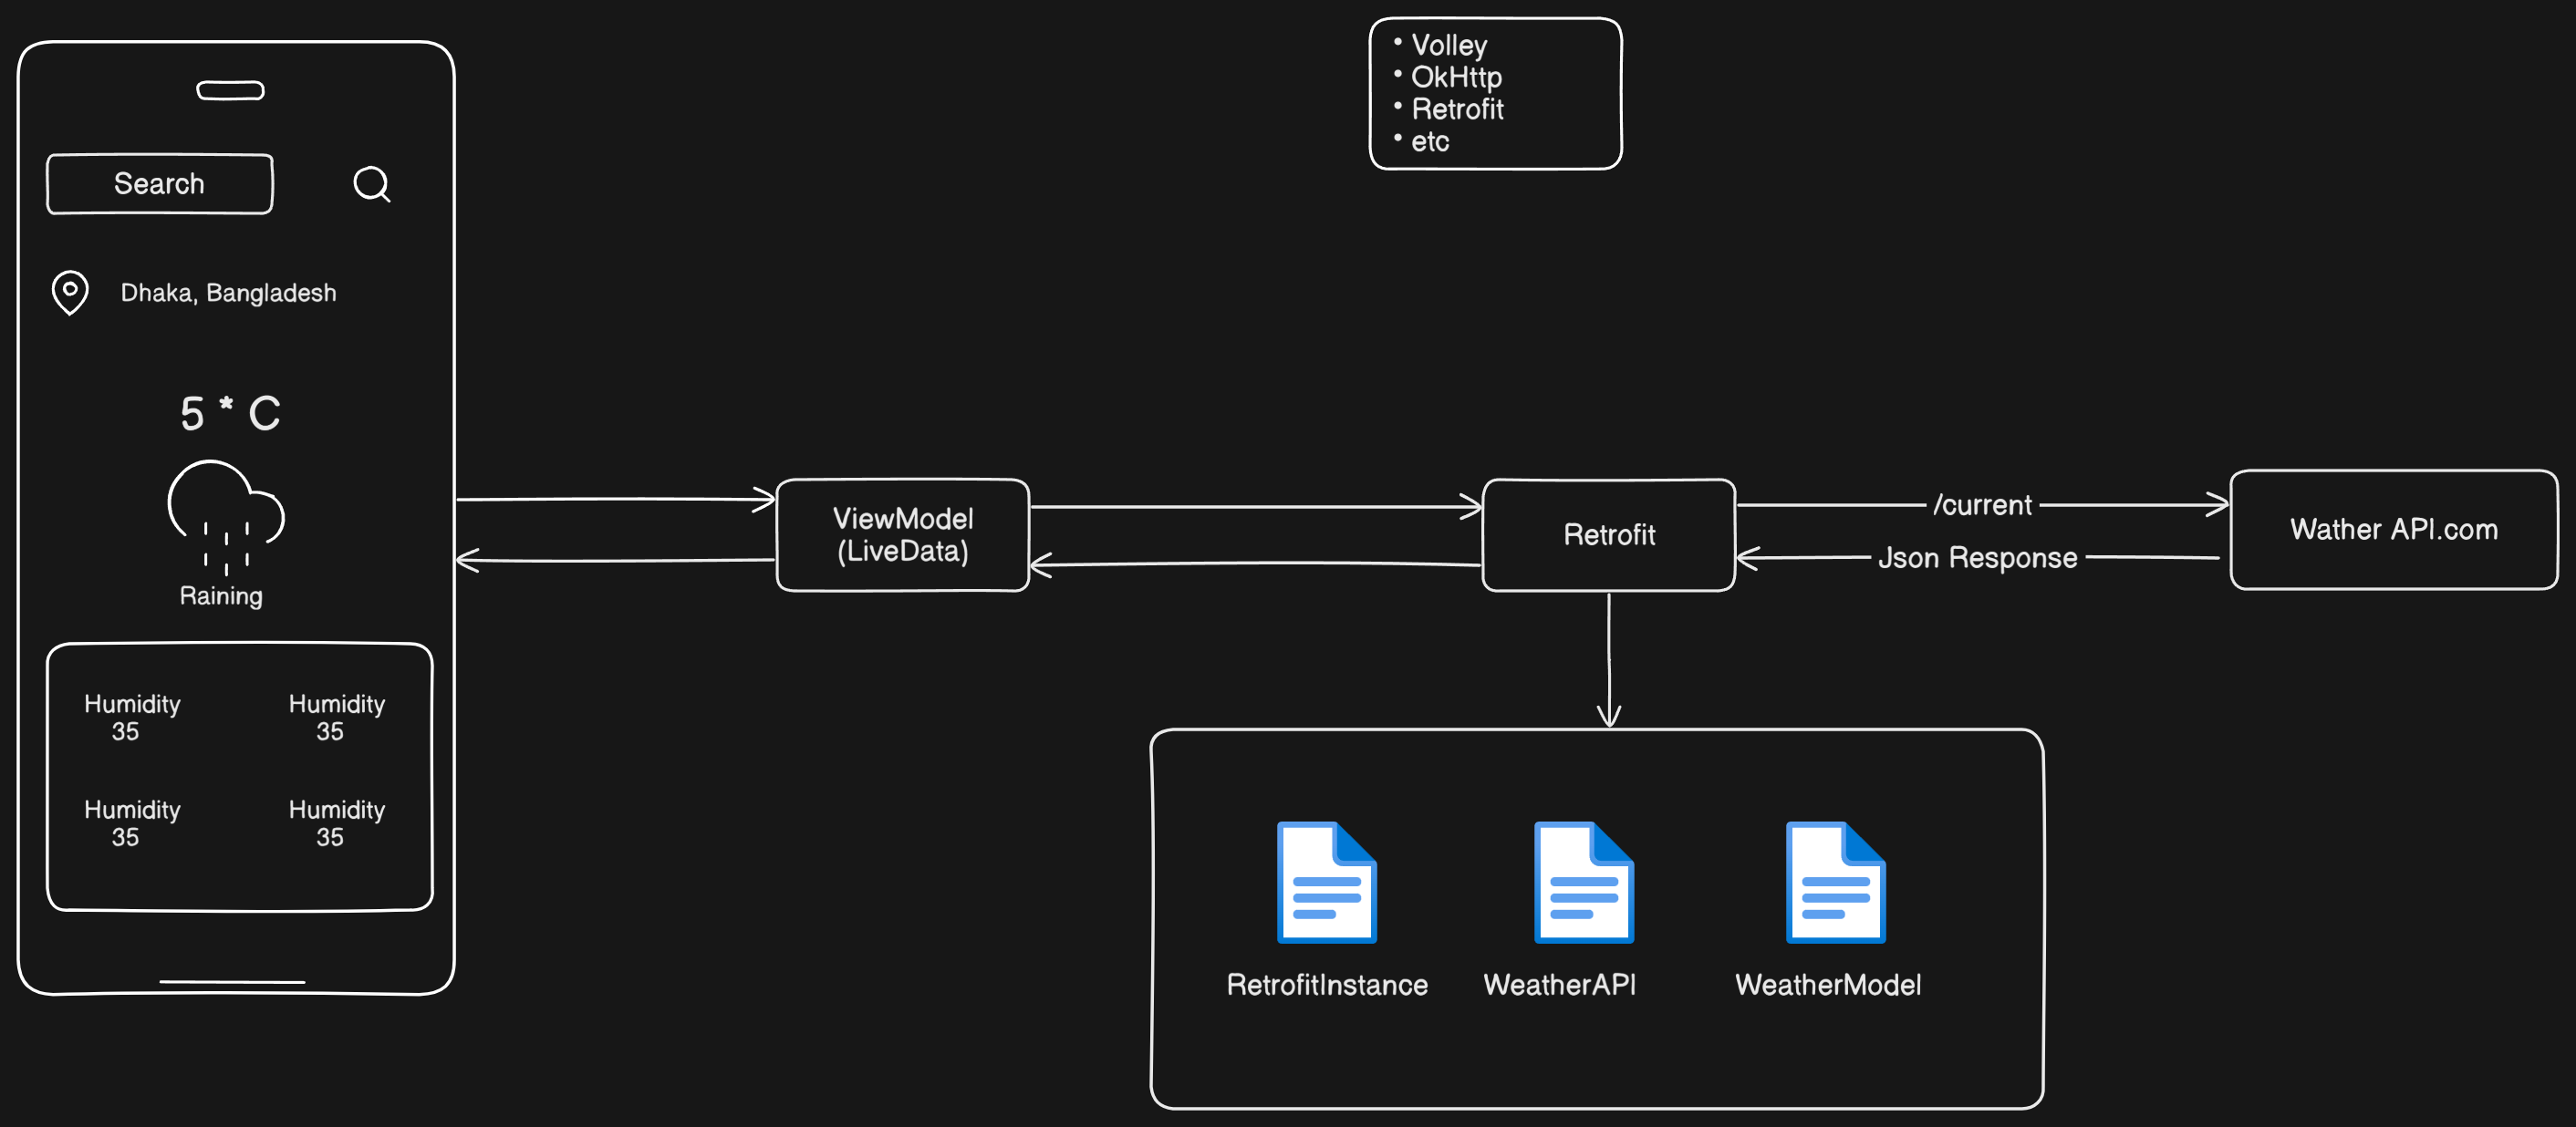 Search
Dhaka, Bangladesh
5 * C
Raining
Humidity
35
Humidity
35
Humidity
35
Humidity
35
ViewModel
(LiveData)
• Volley
• OkHttp
• Retrofit
• etc
Retrofit
/current
Json Response
Wather API.com
RetrofitInstance
WeatherAPI
WeatherModel